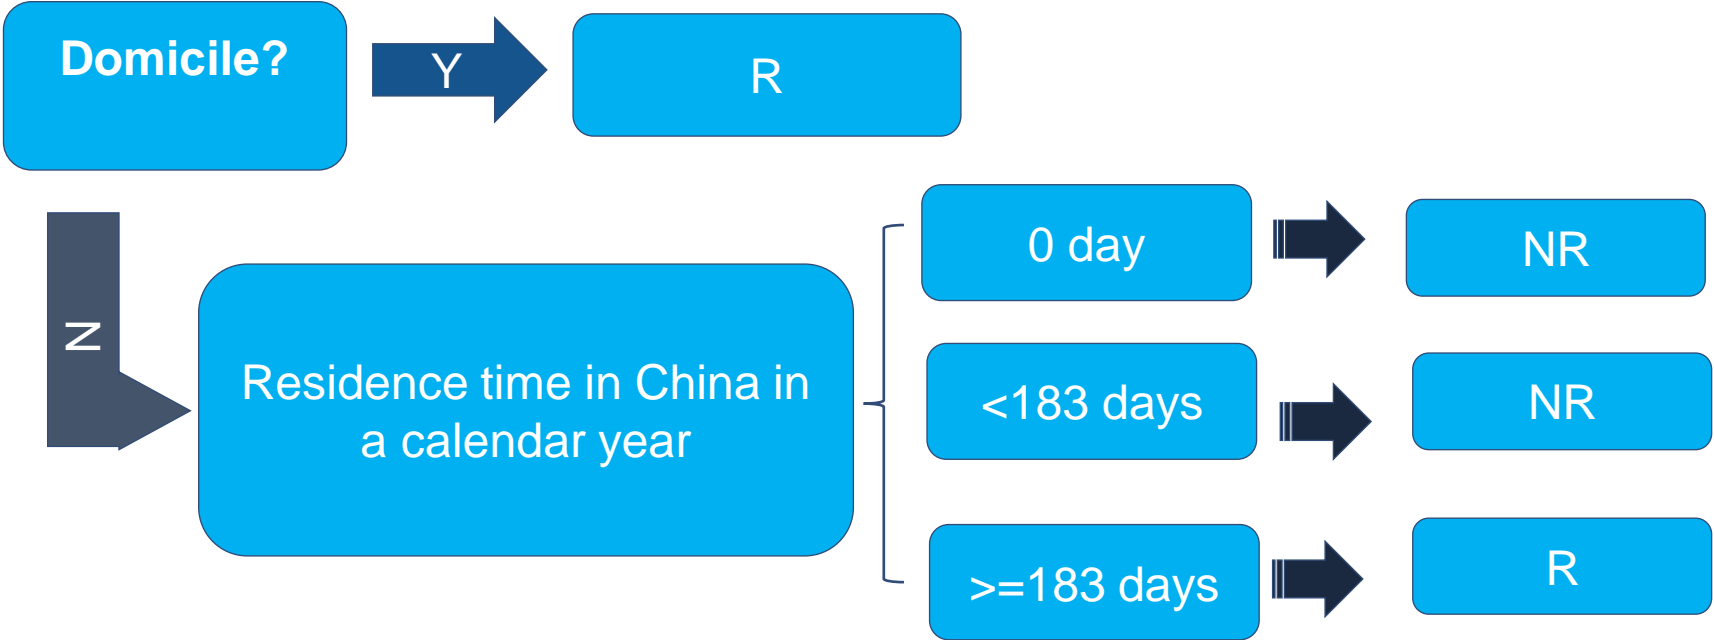 Domicile?
Y
R
N
Residence time in China in
a calendar year
0 day
NR
<183 days
NR
>=183 days
R